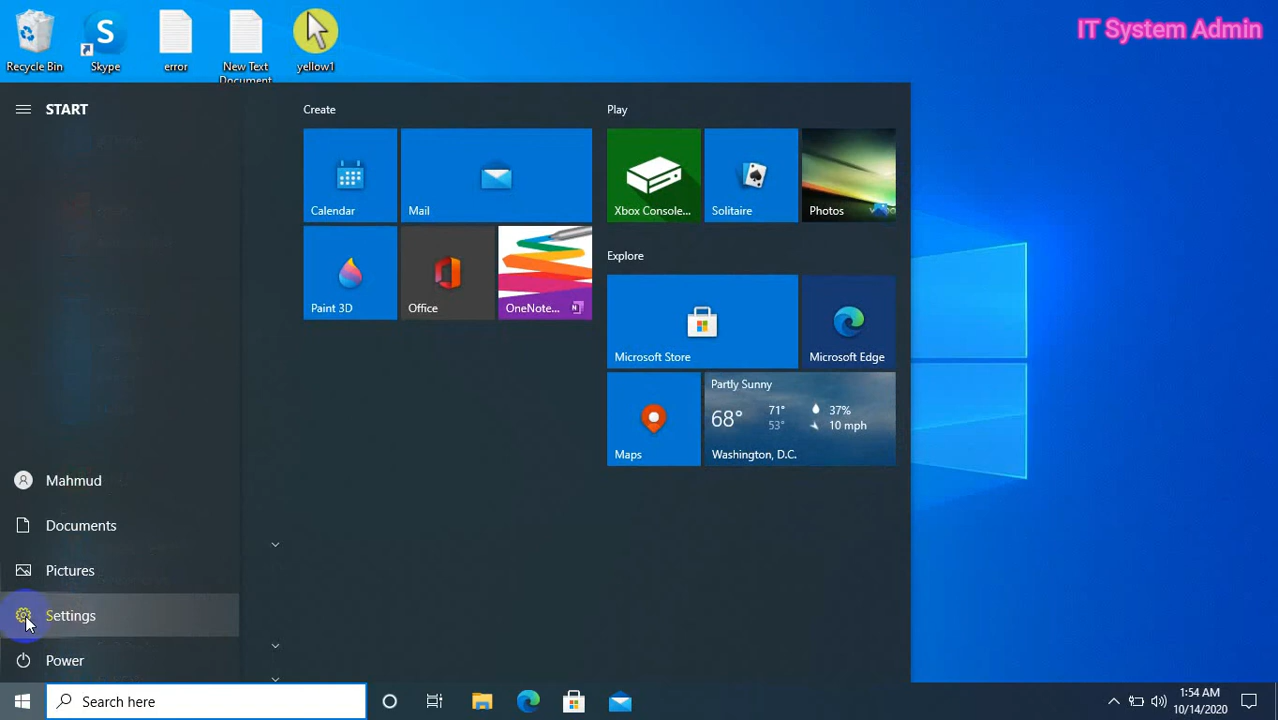 IT System Admin
Recycle Bin
Skype
error
New Text
Document
yellow1
START
Create
Play
Calendar
Mail
Xbox Console...
Solitaire
Photos
Explore
Paint 3D
Office
OneNote...
Microsoft Store
Microsoft Edge
Partly Sunny
68° 71° 37%
53° 10 mph
Maps
Washington, D.C.
Mahmud
Documents
Pictures
Settings
Power
Search here
1:54 AM
10/14/2020